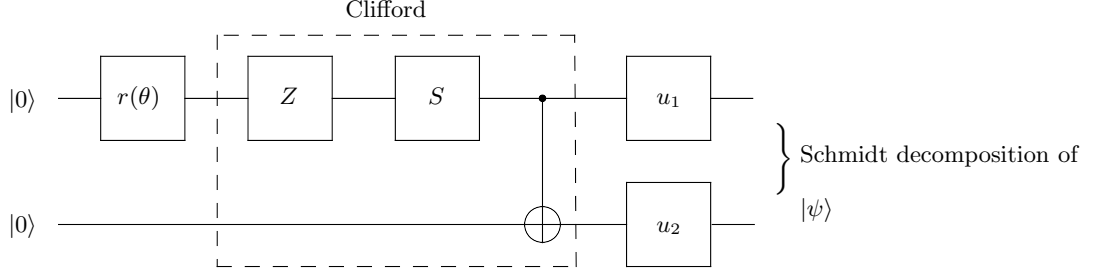 Clifford
|0⟩ r(θ) Z S u₁
Schmidt decomposition of
|ψ⟩
|0⟩ u₂